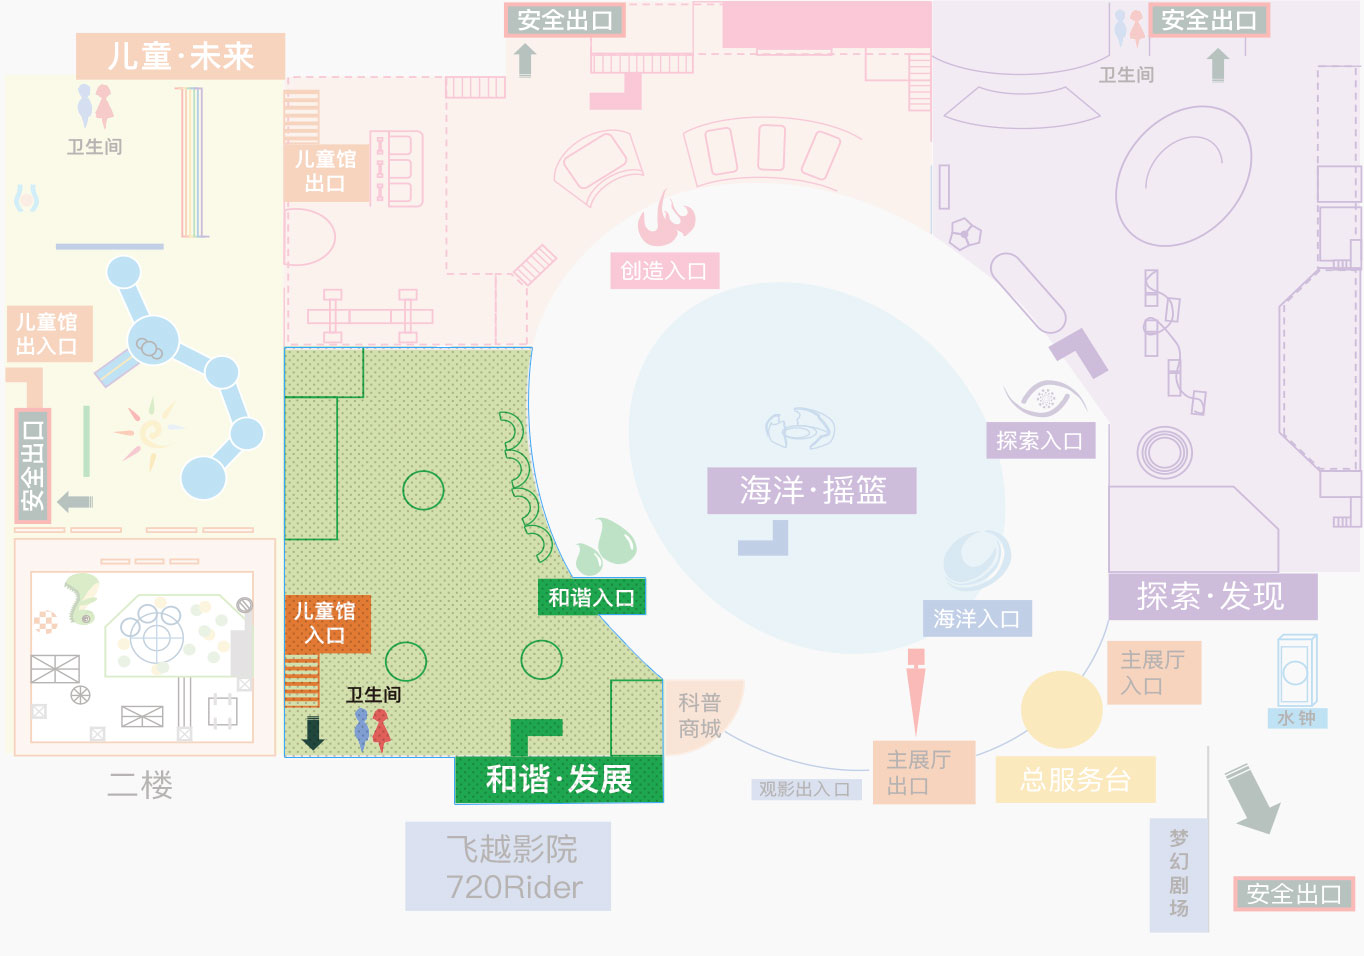 安全出口
安全出口
儿童·未来
卫生间
卫生间
儿童馆
出口
创造入口
儿童馆
出入口
安全出口
探索入口
海洋·摇篮
和谐入口
探索·发现
儿童馆
入口
海洋入口
主展厅
入口
卫生间
科普
商城
水钟
主展厅
出口
和谐·发展
观影出入口
总服务台
二楼
飞越影院
720Rider
梦
幻
剧
场
安全出口